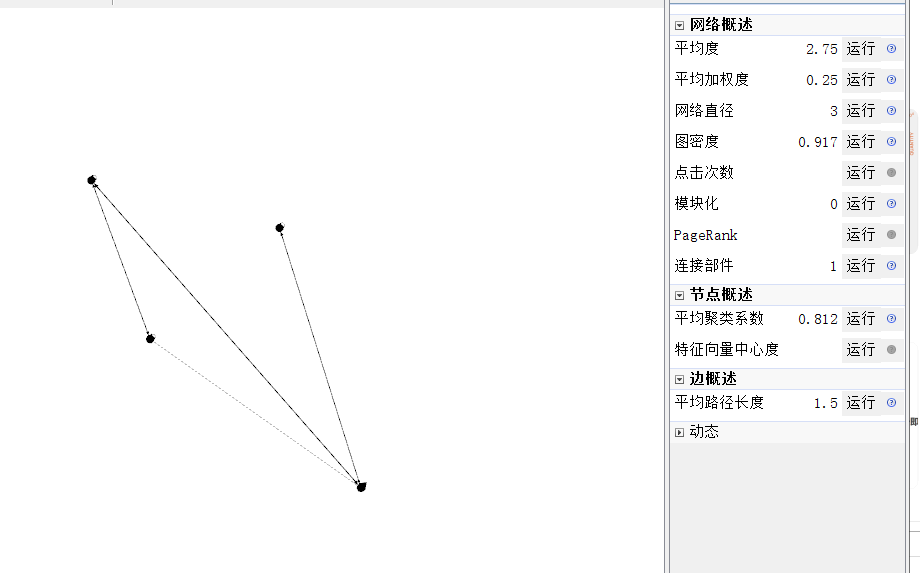 网络概述
平均度 2.75 运行
平均加权度 0.25 运行
网络直径 3 运行
图密度 0.917 运行
点击次数 运行
模块化 0 运行
PageRank 运行
连接部件 1 运行
节点概述
平均聚类系数 0.812 运行
特征向量中心度 运行
边概述
平均路径长度 1.5 运行
动态
即